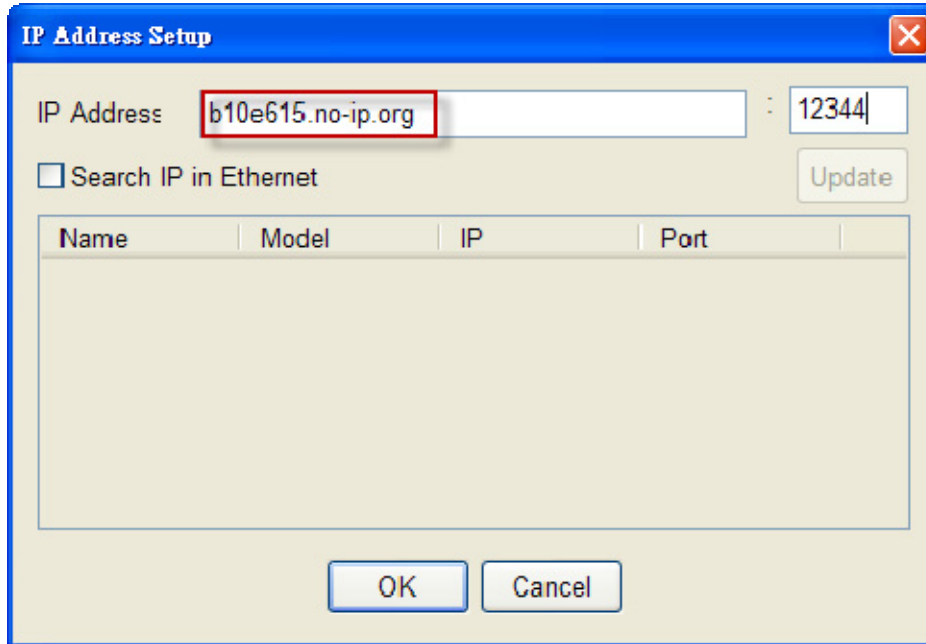 IP Address Setup
IP Address b10e615.no-ip.org : 12344
Search IP in Ethernet Update
Name Model IP Port
OK Cancel